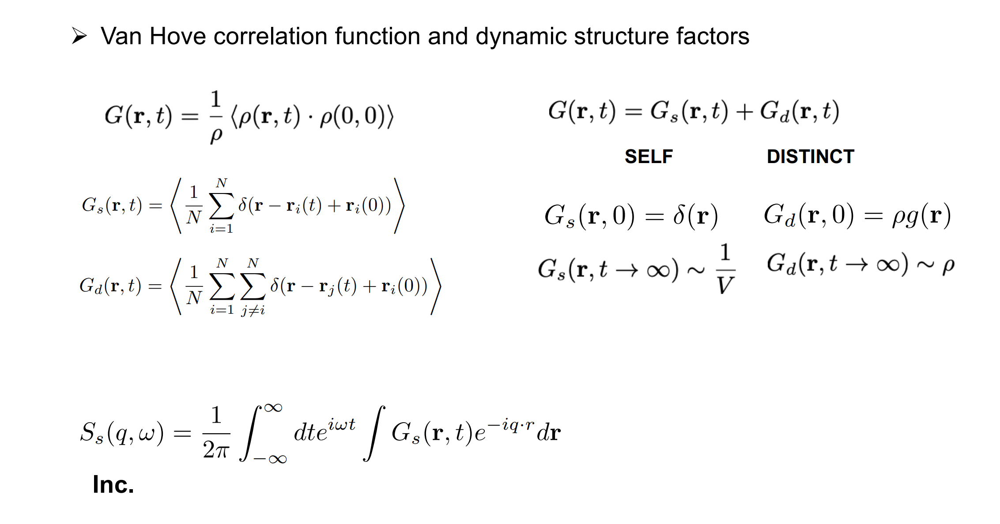 ➢ Van Hove correlation function and dynamic structure factors
$G(\mathbf{r}, t) = \frac{1}{\rho} \langle \rho(\mathbf{r}, t) \cdot \rho(0, 0) \rangle$
$G(\mathbf{r}, t) = G_s(\mathbf{r}, t) + G_d(\mathbf{r}, t)$
SELF DISTINCT
$G_s(\mathbf{r}, t) = \left\langle \frac{1}{N} \sum_{i=1}^{N} \delta(\mathbf{r} - \mathbf{r}_i(t) + \mathbf{r}_i(0)) \right\rangle$
$G_s(\mathbf{r}, 0) = \delta(\mathbf{r})$ $G_d(\mathbf{r}, 0) = \rho g(\mathbf{r})$
$G_d(\mathbf{r}, t) = \left\langle \frac{1}{N} \sum_{i=1}^{N} \sum_{j \neq i}^{N} \delta(\mathbf{r} - \mathbf{r}_j(t) + \mathbf{r}_i(0)) \right\rangle$
$G_s(\mathbf{r}, t \to \infty) \sim \frac{1}{V}$ $G_d(\mathbf{r}, t \to \infty) \sim \rho$
$S_s(q, \omega) = \frac{1}{2\pi} \int_{-\infty}^{\infty} dt e^{i\omega t} \int G_s(\mathbf{r}, t) e^{-iq \cdot r} d\mathbf{r}$
Inc.